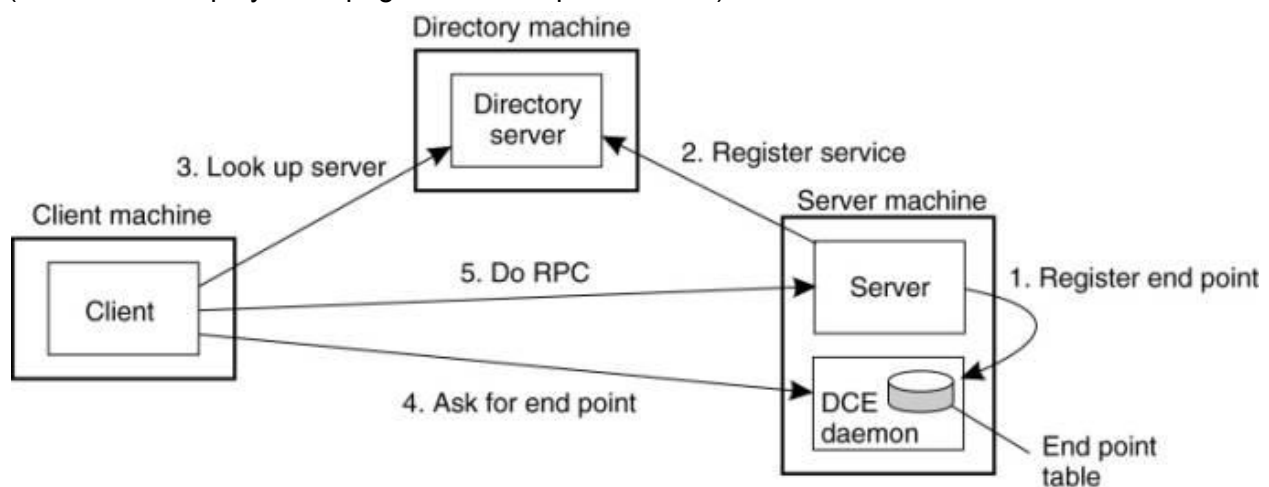 Directory machine
Directory
server
3. Look up server
2. Register service
Client machine
Server machine
Client
5. Do RPC
Server
1. Register end point
4. Ask for end point
DCE
daemon
End point
table